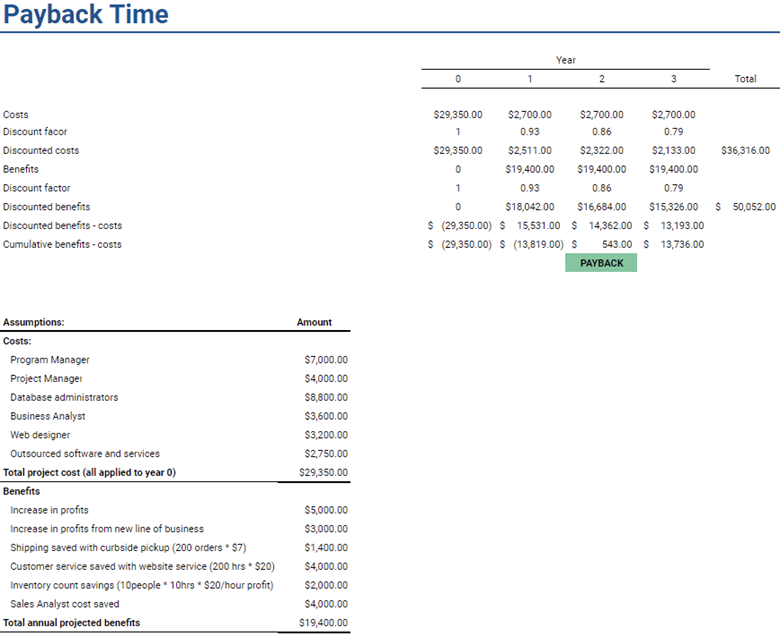 Payback Time
Year
0 1 2 3 Total
Costs $29,350.00 $2,700.00 $2,700.00 $2,700.00
Discount facor 1 0.93 0.86 0.79
Discounted costs $29,350.00 $2,511.00 $2,322.00 $2,133.00 $36,316.00
Benefits 0 $19,400.00 $19,400.00 $19,400.00
Discount factor 1 0.93 0.86 0.79
Discounted benefits 0 $18,042.00 $16,684.00 $15,326.00 $ 50,052.00
Discounted benefits - costs $ (29,350.00) $ 15,531.00 $ 14,362.00 $ 13,193.00
Cumulative benefits - costs $ (29,350.00) $ (13,819.00) $ 543.00 $ 13,736.00
PAYBACK
Assumptions: Amount
Costs:
Program Manager $7,000.00
Project Manager $4,000.00
Database administrators $8,800.00
Business Analyst $3,600.00
Web designer $3,200.00
Outsourced software and services $2,750.00
Total project cost (all applied to year 0) $29,350.00
Benefits
Increase in profits $5,000.00
Increase in profits from new line of business $3,000.00
Shipping saved with curbside pickup (200 orders * $7) $1,400.00
Customer service saved with website service (200 hrs * $20) $4,000.00
Inventory count savings (10people * 10hrs * $20/hour profit) $2,000.00
Sales Analyst cost saved $4,000.00
Total annual projected benefits $19,400.00